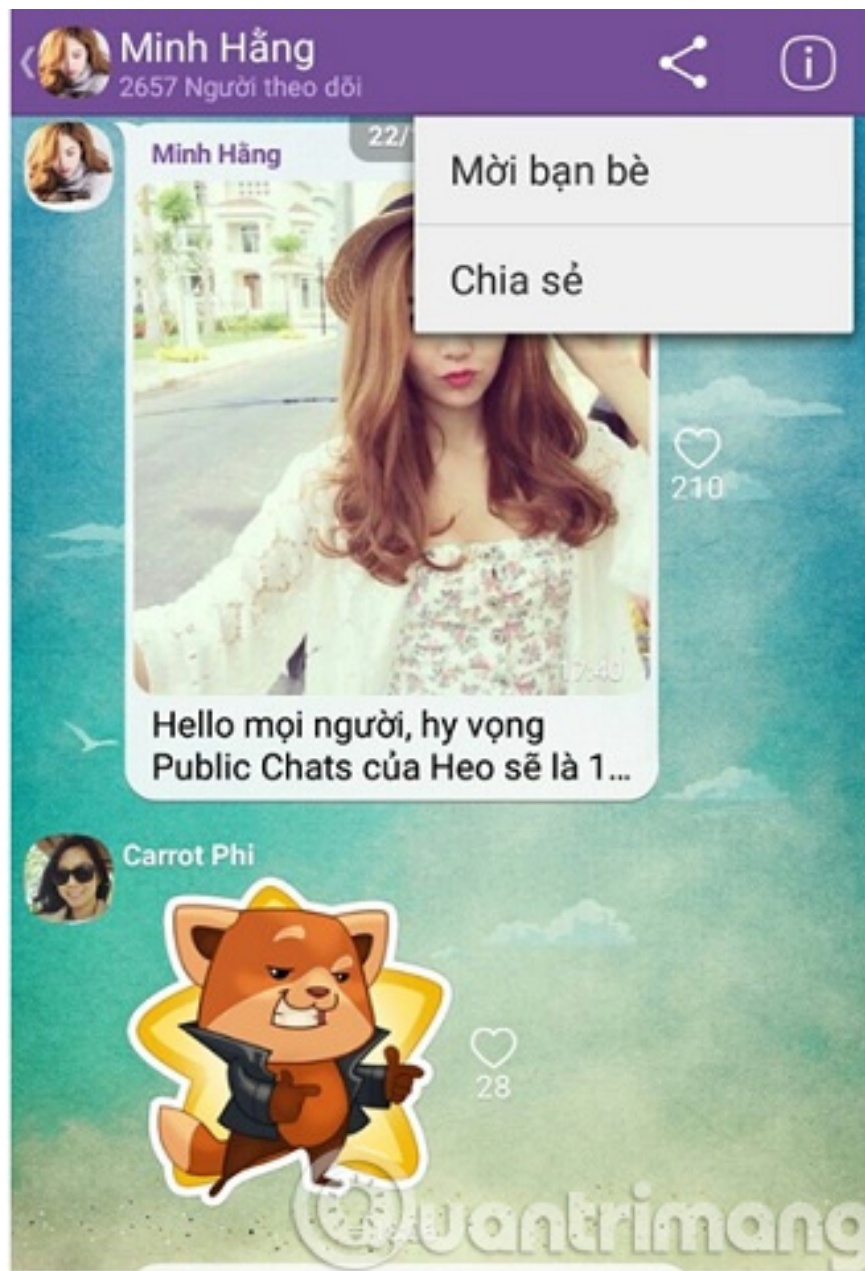 Minh Hằng
2657 Người theo dõi
22/
Minh Hằng
Mời bạn bè
Chia sẻ
210
17:40
Hello mọi người, hy vọng
Public Chats của Heo sẽ là 1...
Carrot Phi
28
Quantrimang